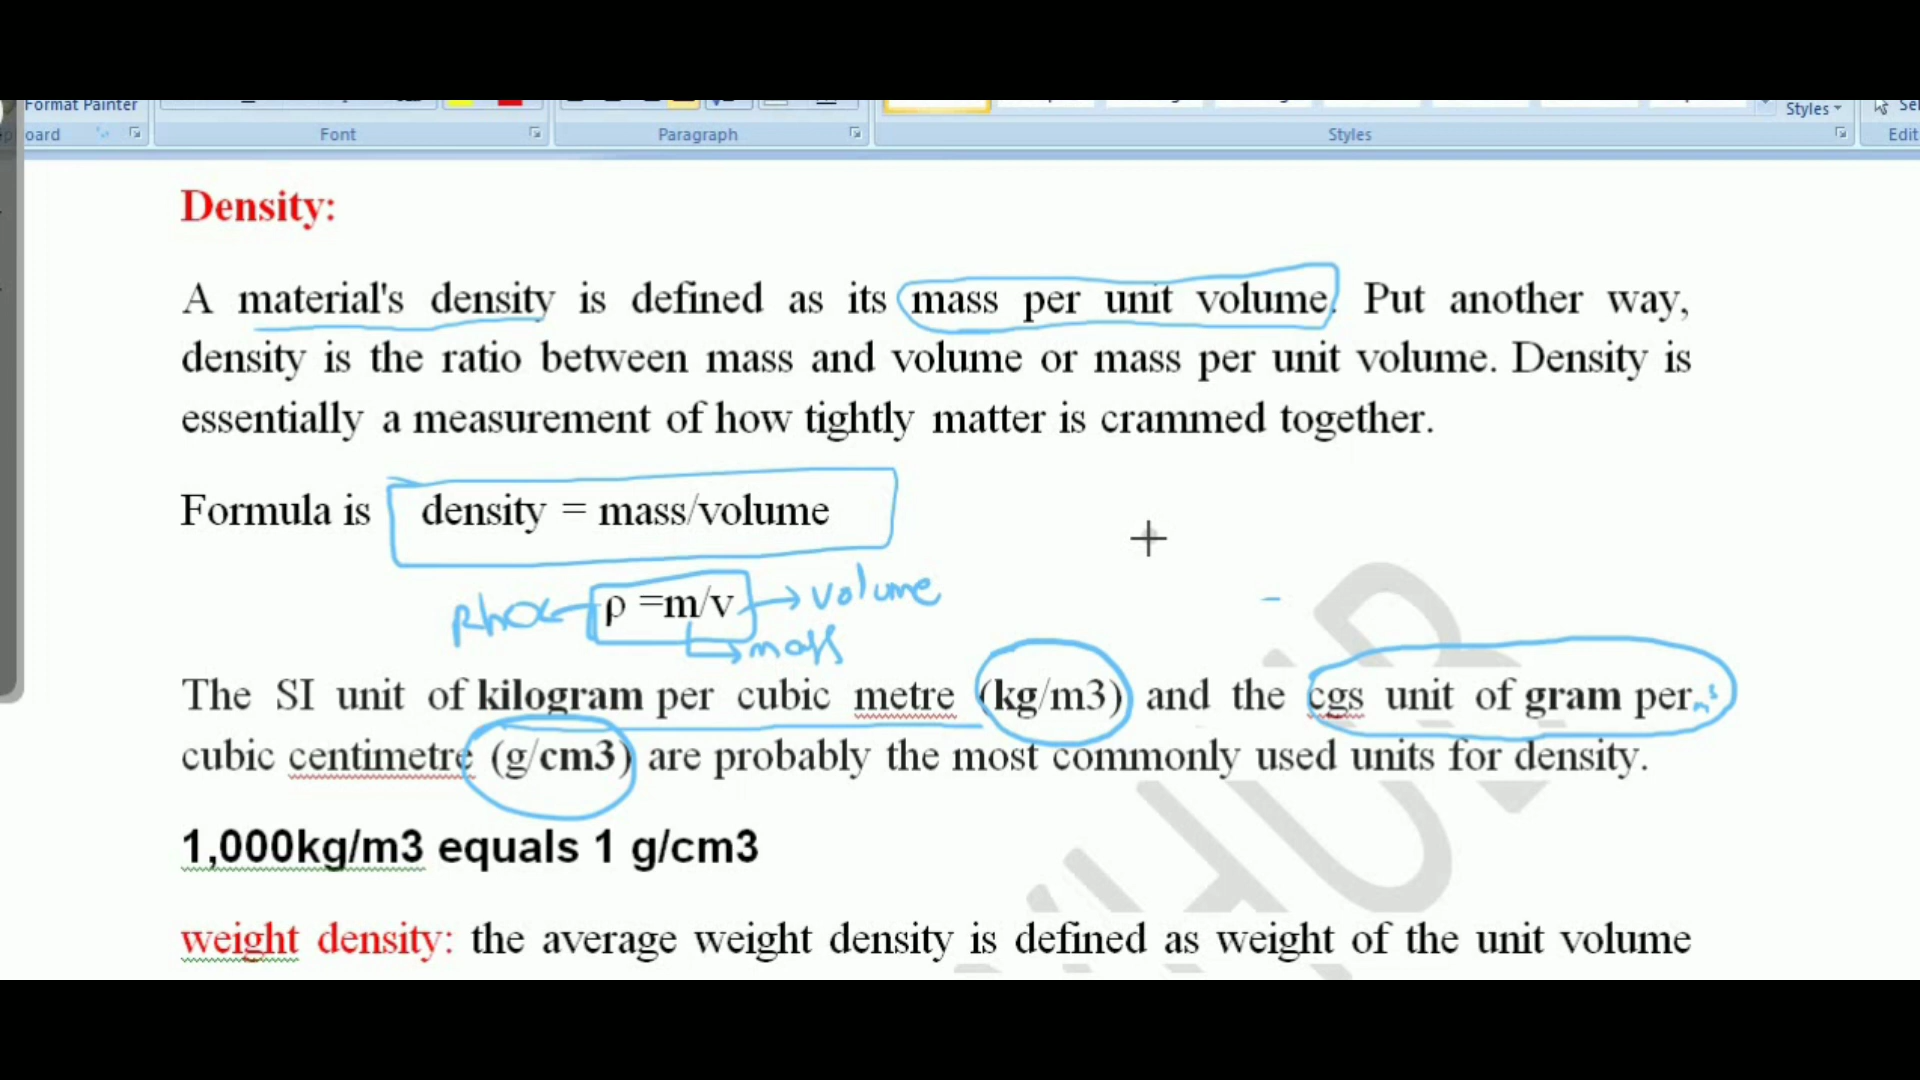 Format Painter
Styles
oard
Font
Paragraph
Styles
Edit
Density:
A material's density is defined as its mass per unit volume. Put another way,
density is the ratio between mass and volume or mass per unit volume. Density is
essentially a measurement of how tightly matter is crammed together.
Formula is density = mass/volume
rho ρ =m/v volume
mass
The SI unit of kilogram per cubic metre (kg/m3) and the cgs unit of gram per
cubic centimetre (g/cm3) are probably the most commonly used units for density.
1,000kg/m3 equals 1 g/cm3
weight density: the average weight density is defined as weight of the unit volume